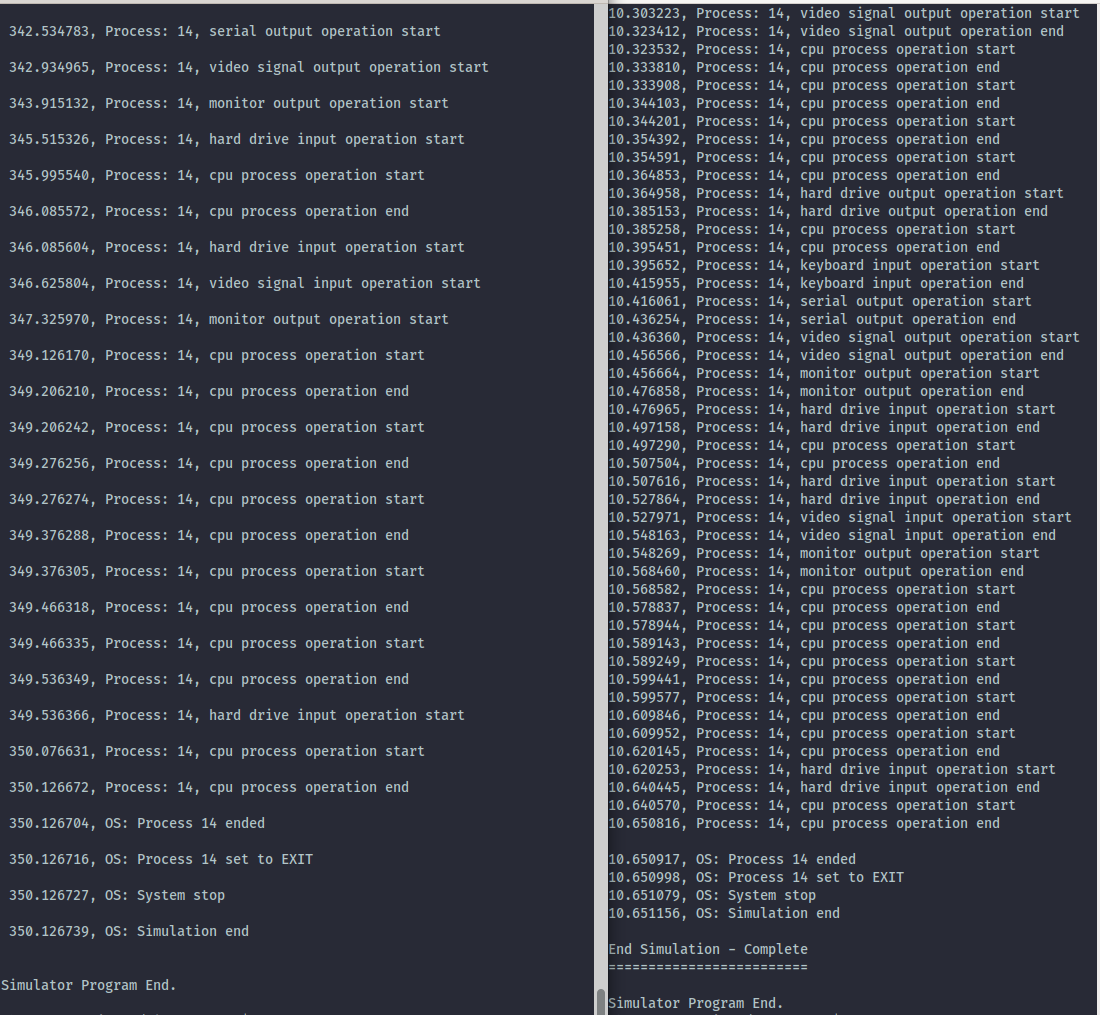 342.534783, Process: 14, serial output operation start
342.934965, Process: 14, video signal output operation start
343.915132, Process: 14, monitor output operation start
345.515326, Process: 14, hard drive input operation start
345.995540, Process: 14, cpu process operation start
346.085572, Process: 14, cpu process operation end
346.085604, Process: 14, hard drive input operation start
346.625804, Process: 14, video signal input operation start
347.325970, Process: 14, monitor output operation start
349.126170, Process: 14, cpu process operation start
349.206210, Process: 14, cpu process operation end
349.206242, Process: 14, cpu process operation start
349.276256, Process: 14, cpu process operation end
349.276274, Process: 14, cpu process operation start
349.376288, Process: 14, cpu process operation end
349.376305, Process: 14, cpu process operation start
349.466318, Process: 14, cpu process operation end
349.466335, Process: 14, cpu process operation start
349.536349, Process: 14, cpu process operation end
349.536366, Process: 14, hard drive input operation start
350.076631, Process: 14, cpu process operation start
350.126672, Process: 14, cpu process operation end
350.126704, OS: Process 14 ended
350.126716, OS: Process 14 set to EXIT
350.126727, OS: System stop
350.126739, OS: Simulation end
Simulator Program End.
10.303223, Process: 14, video signal output operation start
10.323412, Process: 14, video signal output operation end
10.323532, Process: 14, cpu process operation start
10.333810, Process: 14, cpu process operation end
10.333908, Process: 14, cpu process operation start
10.344103, Process: 14, cpu process operation end
10.344201, Process: 14, cpu process operation start
10.354392, Process: 14, cpu process operation end
10.354591, Process: 14, cpu process operation start
10.364853, Process: 14, cpu process operation end
10.364958, Process: 14, hard drive output operation start
10.385153, Process: 14, hard drive output operation end
10.385258, Process: 14, cpu process operation start
10.395451, Process: 14, cpu process operation end
10.395652, Process: 14, keyboard input operation start
10.415955, Process: 14, keyboard input operation end
10.416061, Process: 14, serial output operation start
10.436254, Process: 14, serial output operation end
10.436360, Process: 14, video signal output operation start
10.456566, Process: 14, video signal output operation end
10.456664, Process: 14, monitor output operation start
10.476858, Process: 14, monitor output operation end
10.476965, Process: 14, hard drive input operation start
10.497158, Process: 14, hard drive input operation end
10.497290, Process: 14, cpu process operation start
10.507504, Process: 14, cpu process operation end
10.507616, Process: 14, hard drive input operation start
10.527864, Process: 14, hard drive input operation end
10.527971, Process: 14, video signal input operation start
10.548163, Process: 14, video signal input operation end
10.548269, Process: 14, monitor output operation start
10.568460, Process: 14, monitor output operation end
10.568582, Process: 14, cpu process operation start
10.578837, Process: 14, cpu process operation end
10.578944, Process: 14, cpu process operation start
10.589143, Process: 14, cpu process operation end
10.589249, Process: 14, cpu process operation start
10.599441, Process: 14, cpu process operation end
10.599577, Process: 14, cpu process operation start
10.609846, Process: 14, cpu process operation end
10.609952, Process: 14, cpu process operation start
10.620145, Process: 14, cpu process operation end
10.620253, Process: 14, hard drive input operation start
10.640445, Process: 14, hard drive input operation end
10.640570, Process: 14, cpu process operation start
10.650816, Process: 14, cpu process operation end
10.650917, OS: Process 14 ended
10.650998, OS: Process 14 set to EXIT
10.651079, OS: System stop
10.651156, OS: Simulation end
End Simulation - Complete
=========================
Simulator Program End.